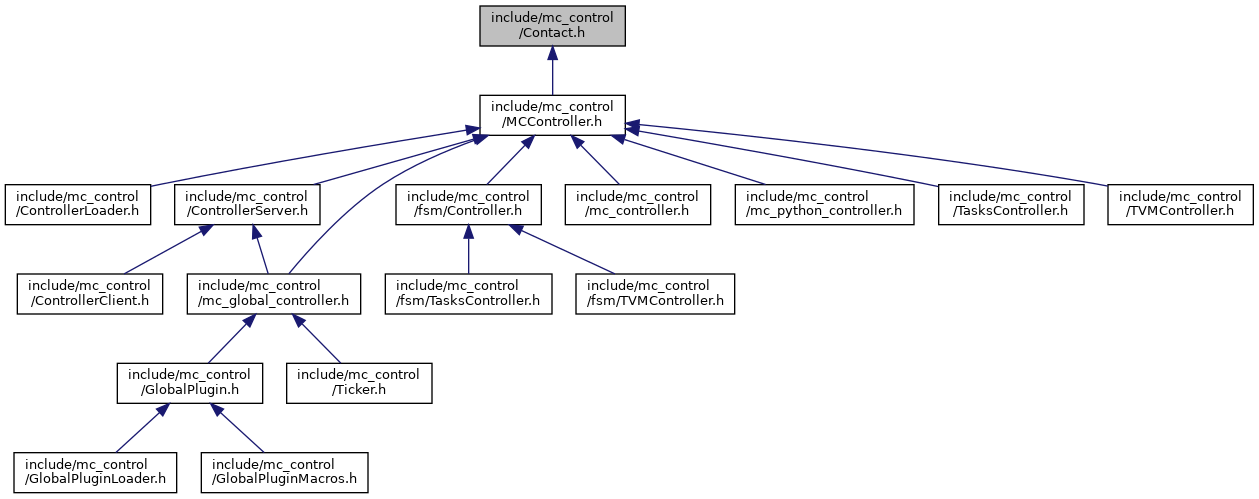 include/mc_control
/Contact.h
include/mc_control
/MCController.h
include/mc_control
/ControllerLoader.h
include/mc_control
/ControllerServer.h
include/mc_control
/fsm/Controller.h
include/mc_control
/mc_controller.h
include/mc_control
/mc_python_controller.h
include/mc_control
/TasksController.h
include/mc_control
/TVMController.h
include/mc_control
/ControllerClient.h
include/mc_control
/mc_global_controller.h
include/mc_control
/fsm/TasksController.h
include/mc_control
/fsm/TVMController.h
include/mc_control
/GlobalPlugin.h
include/mc_control
/Ticker.h
include/mc_control
/GlobalPluginLoader.h
include/mc_control
/GlobalPluginMacros.h